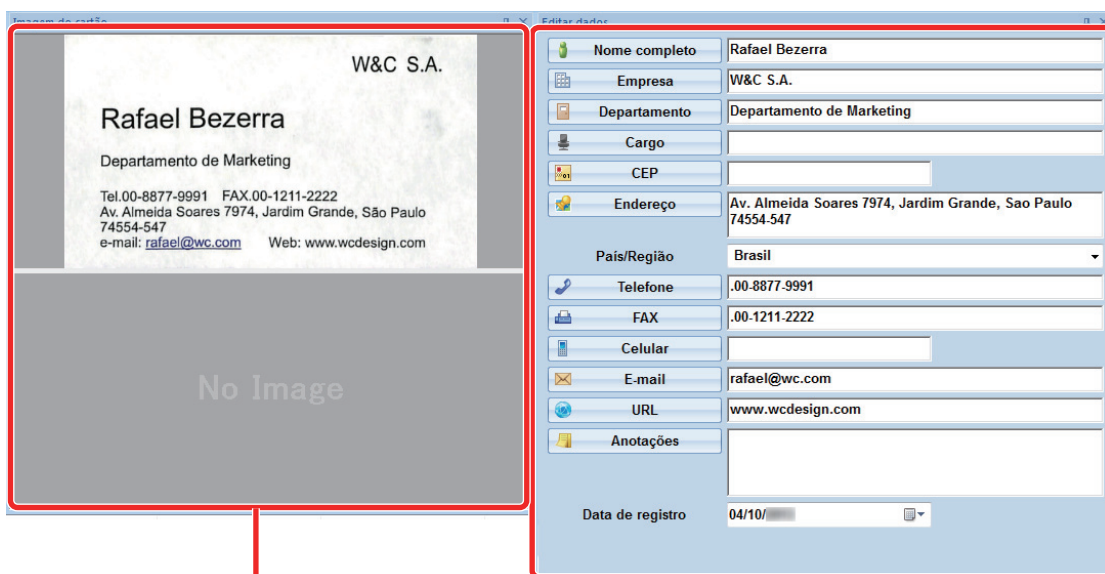 Imagem do cartão
W&C S.A.
Rafael Bezerra
Departamento de Marketing
Tel.00-8877-9991 FAX.00-1211-2222
Av. Almeida Soares 7974, Jardim Grande, São Paulo
74554-547
e-mail: rafael@wc.com Web: www.wcdesign.com
No Image
Editar dados
Nome completo Rafael Bezerra
Empresa W&C S.A.
Departamento Departamento de Marketing
Cargo
CEP
Endereço Av. Almeida Soares 7974, Jardim Grande, Sao Paulo
74554-547
País/Região Brasil
Telefone .00-8877-9991
FAX .00-1211-2222
Celular
E-mail rafael@wc.com
URL www.wcdesign.com
Anotações
Data de registro 04/10/